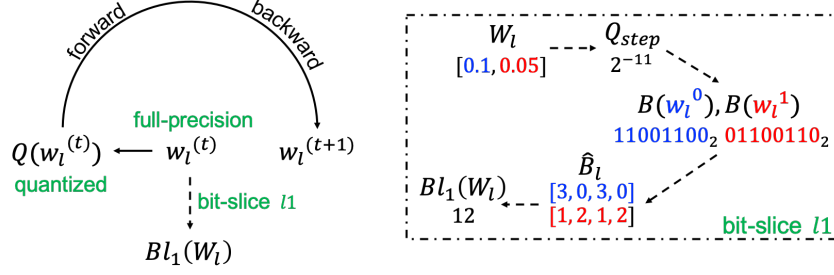 forward
backward
full-precision
Q(w_l^(t)) w_l^(t) w_l^(t+1)
quantized
bit-slice l1
Bl_1(W_l)
W_l Q_step
[0.1, 0.05] 2^-11
B(w_l^0), B(w_l^1)
11001100_2 01100110_2
B̂_l
Bl_1(W_l) [3, 0, 3, 0]
12 [1, 2, 1, 2]
bit-slice l1